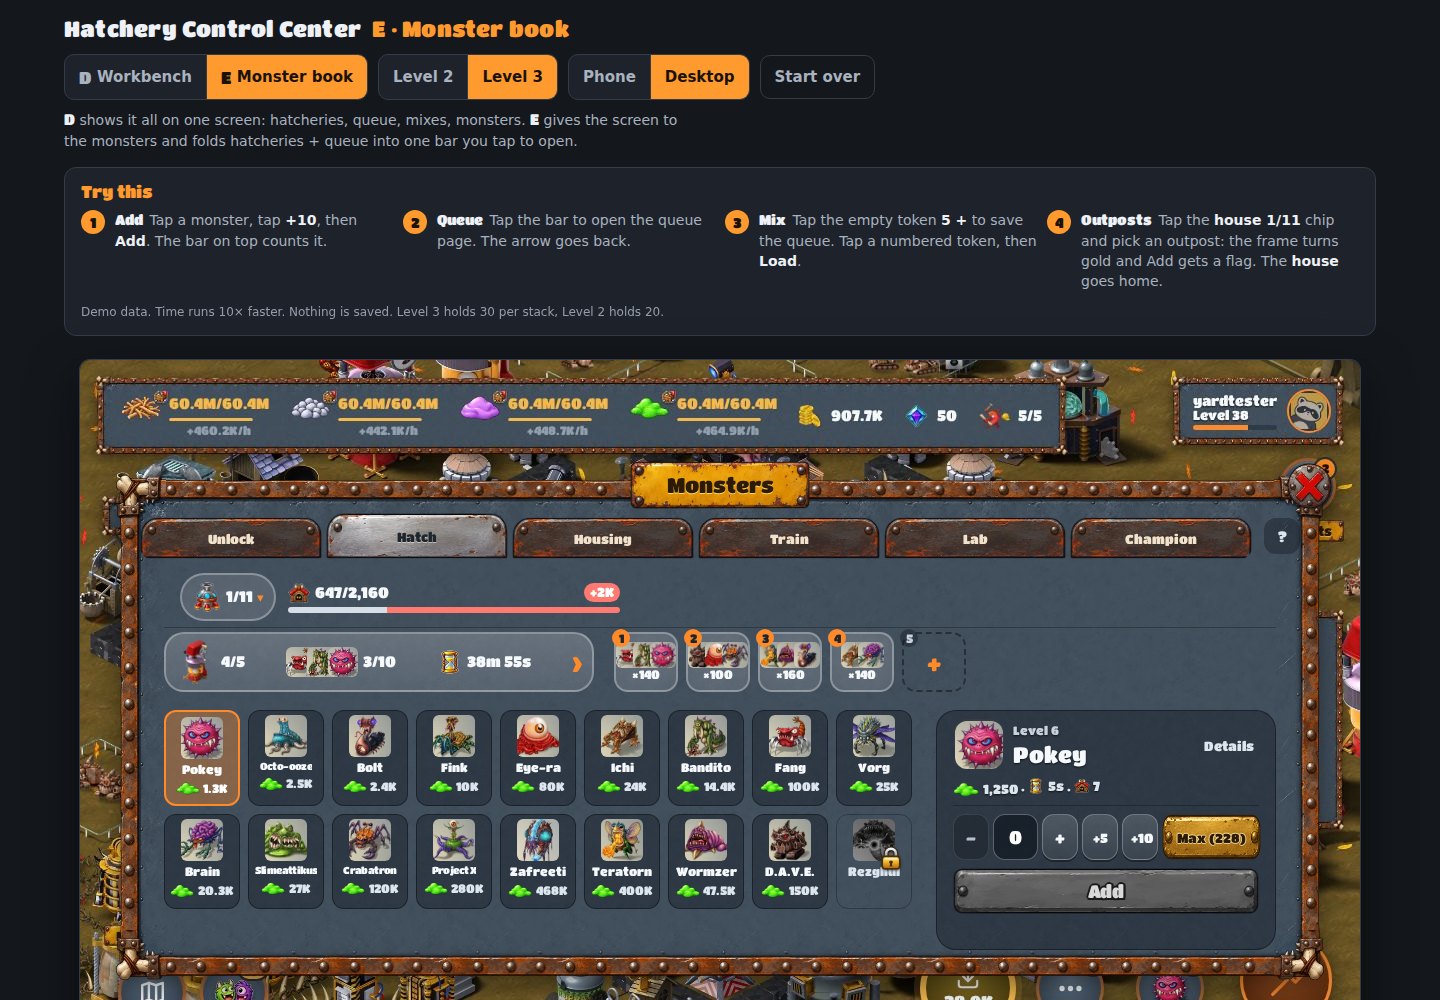 Hatchery Control Center E · Monster book
D Workbench
E Monster book
Level 2
Level 3
Phone
Desktop
Start over
D shows it all on one screen: hatcheries, queue, mixes, monsters. E gives the screen to
the monsters and folds hatcheries + queue into one bar you tap to open.
Try this
1 Add Tap a monster, tap +10, then
Add. The bar on top counts it.
2 Queue Tap the bar to open the queue
page. The arrow goes back.
3 Mix Tap the empty token 5 + to save
the queue. Tap a numbered token, then
Load.
4 Outposts Tap the house 1/11 chip
and pick an outpost: the frame turns
gold and Add gets a flag. The house
goes home.
Demo data. Time runs 10× faster. Nothing is saved. Level 3 holds 30 per stack, Level 2 holds 20.
60.4M/60.4M
+460.2K/h
60.4M/60.4M
+442.1K/h
60.4M/60.4M
+448.7K/h
60.4M/60.4M
+464.9K/h
907.7K
50
5/5
yardtester
Level 38
Monsters
Unlock
Hatch
Housing
Train
Lab
Champion
?
1/11
647/2,160
+2K
4/5
3/10
38m 55s
1
×140
2
×100
3
×160
4
×140
5
+
Pokey
1.3K
Octo-ooze
2.5K
Bolt
2.4K
Fink
10K
Eye-ra
80K
Ichi
24K
Bandito
14.4K
Fang
100K
Vorg
25K
Brain
20.3K
Slimeattikus
27K
Crabatron
120K
Project X
280K
Zafreeti
468K
Teratorn
400K
Wormzer
47.5K
D.A.V.E.
150K
Level 6
Pokey
Details
1,250 · 5s · 7
−
0
+
+5
+10
Max (228)
Add